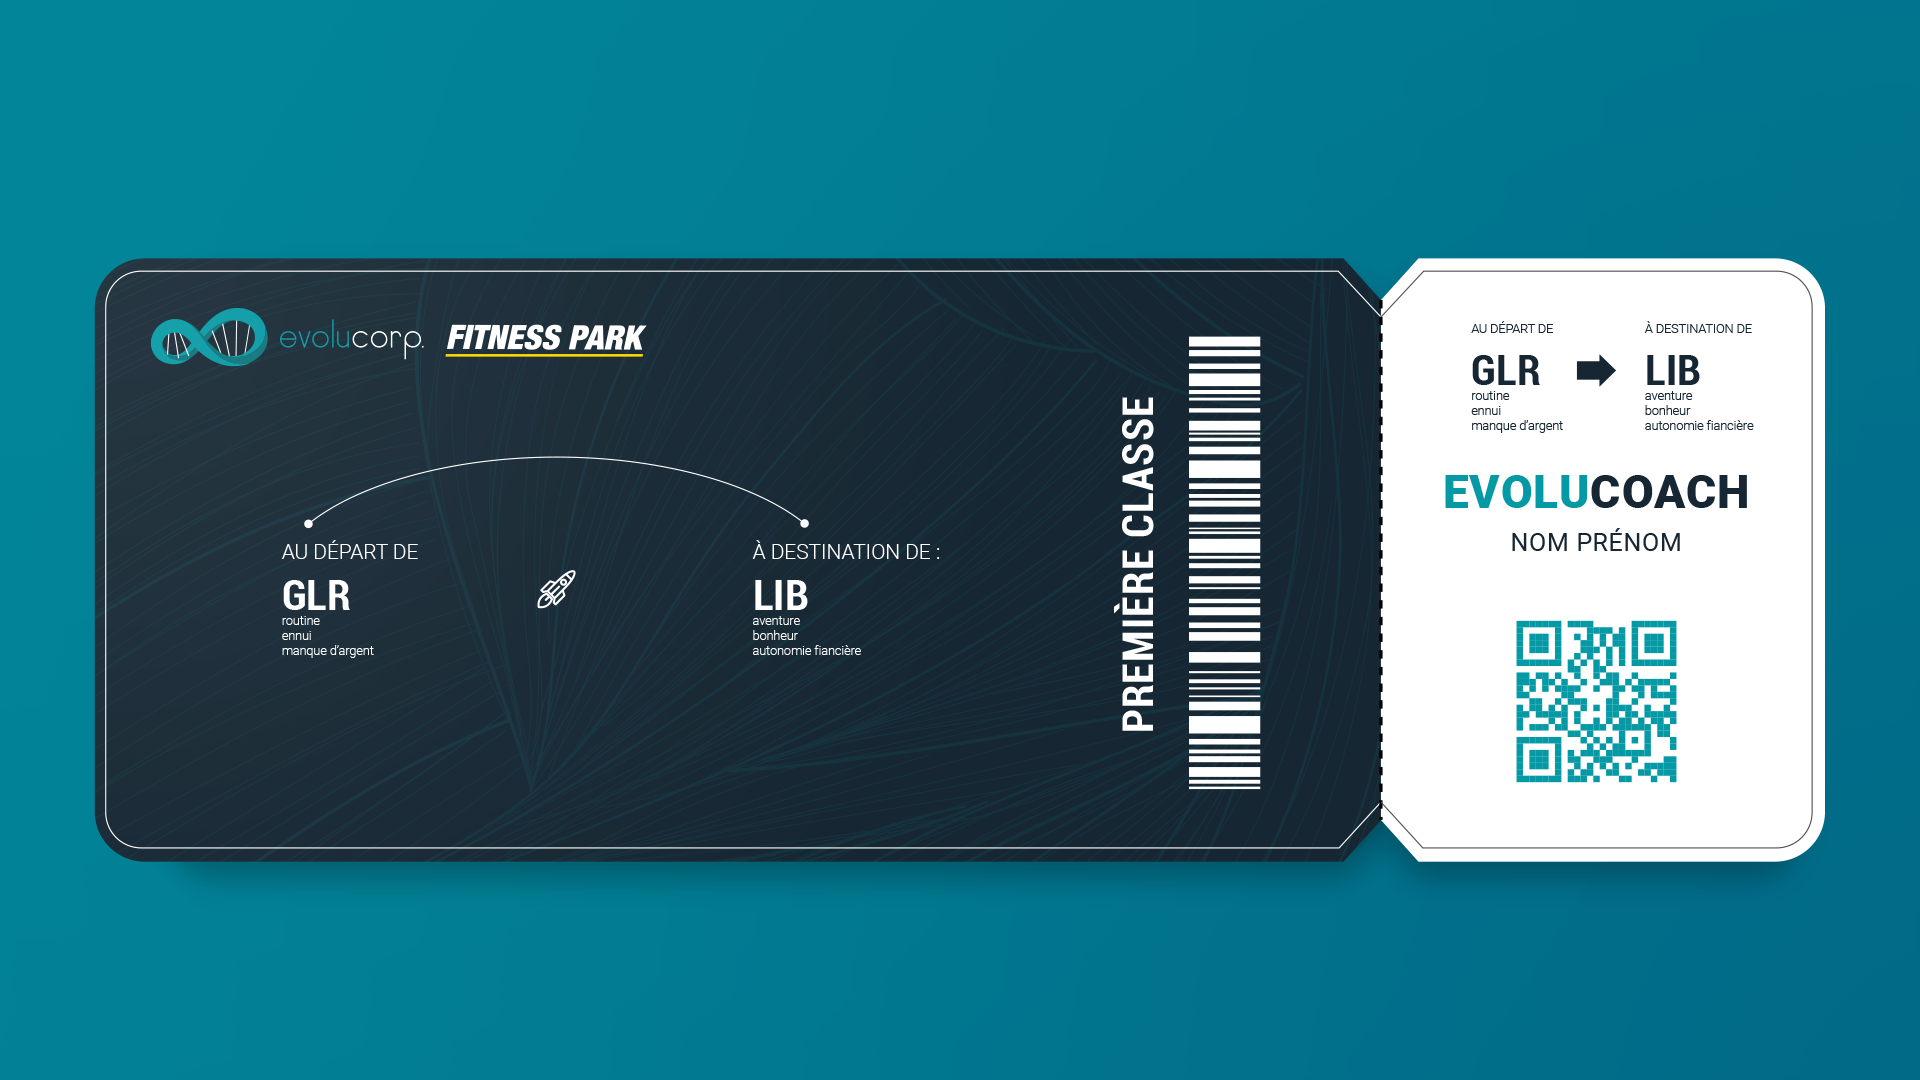 evolucorp.
FITNESS PARK
AU DÉPART DE
GLR
routine
ennui
manque d'argent
À DESTINATION DE :
LIB
aventure
bonheur
autonomie fiancière
PREMIÈRE CLASSE
AU DÉPART DE
GLR
routine
ennui
manque d'argent
À DESTINATION DE
LIB
aventure
bonheur
autonomie fiancière
EVOLUCOACH
NOM PRÉNOM